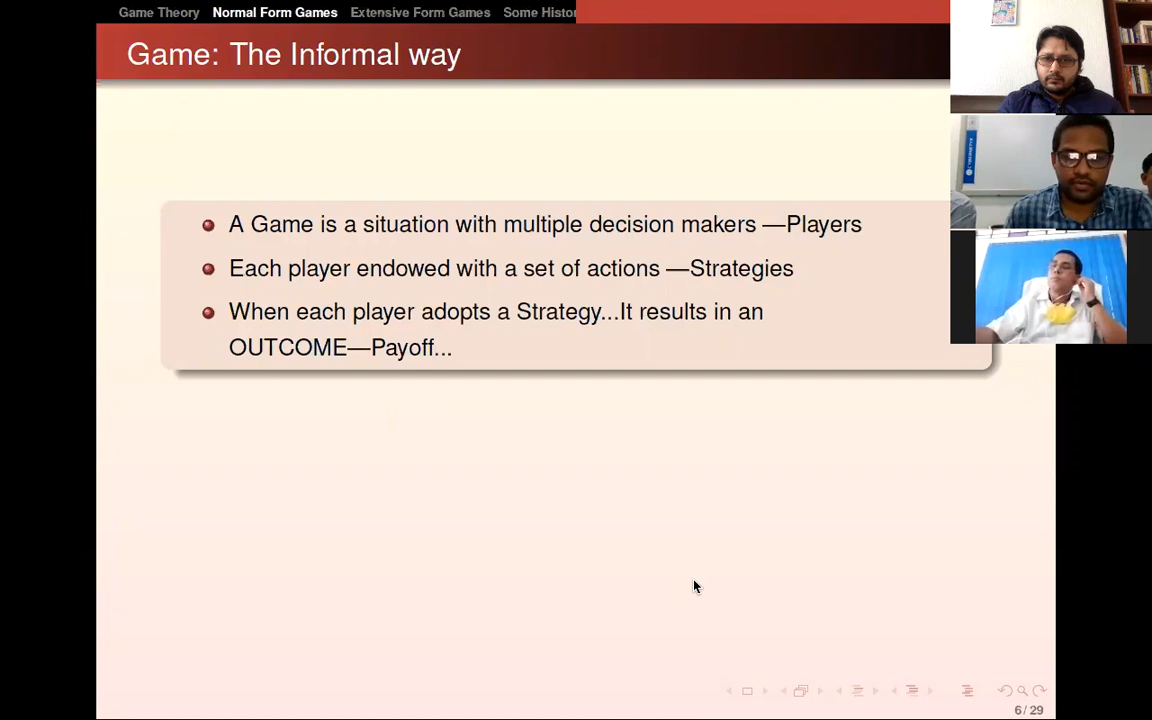 Game Theory Normal Form Games Extensive Form Games Some Histo
Game: The Informal way
A Game is a situation with multiple decision makers —Players
Each player endowed with a set of actions —Strategies
When each player adopts a Strategy...It results in an
OUTCOME—Payoff...
6 / 29